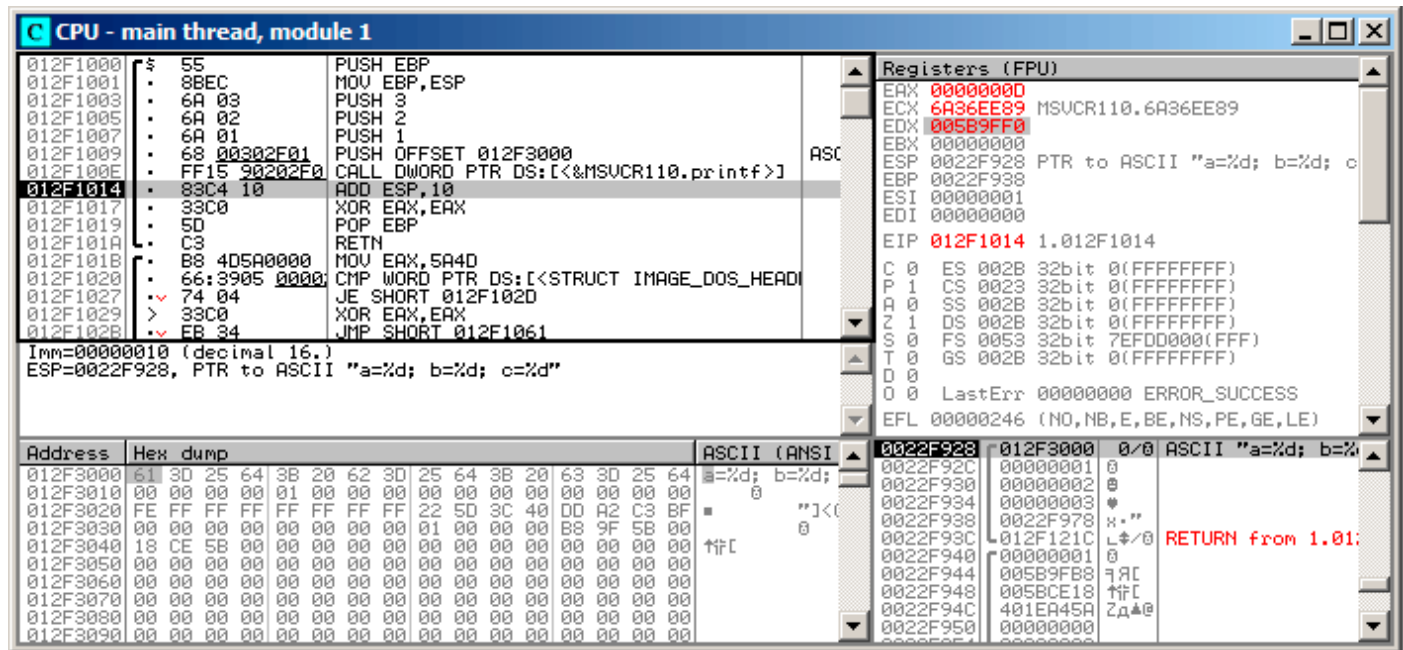 C CPU - main thread, module 1
012F1000 $ 55 PUSH EBP
012F1001 . 8BEC MOV EBP,ESP
012F1003 . 6A 03 PUSH 3
012F1005 . 6A 02 PUSH 2
012F1007 . 6A 01 PUSH 1
012F1009 . 68 00302F01 PUSH OFFSET 012F3000 ASC
012F100E . FF15 90202F0 CALL DWORD PTR DS:[<&MSVCR110.printf>]
012F1014 . 83C4 10 ADD ESP,10
012F1017 . 33C0 XOR EAX,EAX
012F1019 . 5D POP EBP
012F101A . C3 RETN
012F101B . B8 4D5A0000 MOV EAX,5A4D
012F1020 . 66:3905 0000 CMP WORD PTR DS:[<STRUCT IMAGE_DOS_HEAD
012F1027 . 74 04 JE SHORT 012F102D
012F1029 > 33C0 XOR EAX,EAX
012F102B . EB 34 JMP SHORT 012F1061
Imm=00000010 (decimal 16.)
ESP=0022F928, PTR to ASCII "a=%d; b=%d; c=%d"
Registers (FPU)
EAX 0000000D
ECX 6A36EE89 MSVCR110.6A36EE89
EDX 005B9FF0
EBX 00000000
ESP 0022F928 PTR to ASCII "a=%d; b=%d; c
EBP 0022F938
ESI 00000001
EDI 00000000
EIP 012F1014 1.012F1014
C 0 ES 002B 32bit 0(FFFFFFFF)
P 1 CS 0023 32bit 0(FFFFFFFF)
A 0 SS 002B 32bit 0(FFFFFFFF)
Z 1 DS 002B 32bit 0(FFFFFFFF)
S 0 FS 0053 32bit 7EFDD000(FFF)
T 0 GS 002B 32bit 0(FFFFFFFF)
D 0
O 0 LastErr 00000000 ERROR_SUCCESS
EFL 00000246 (NO,NB,E,BE,NS,PE,GE,LE)
Address Hex dump ASCII (ANSI
012F3000 61 3D 25 64 3B 20 62 3D 25 64 3B 20 63 3D 25 64 a=%d; b=%d;
012F3010 00 00 00 00 01 00 00 00 00 00 00 00 00 00 00 00
012F3020 FE FF FF FF FF FF FF FF 22 5D 3C 40 DD A2 C3 BF "]<
012F3030 00 00 00 00 00 00 00 00 01 00 00 00 B8 9F 5B 00
012F3040 18 CE 5B 00 00 00 00 00 00 00 00 00 00 00 00 00
012F3050 00 00 00 00 00 00 00 00 00 00 00 00 00 00 00 00
012F3060 00 00 00 00 00 00 00 00 00 00 00 00 00 00 00 00
012F3070 00 00 00 00 00 00 00 00 00 00 00 00 00 00 00 00
012F3080 00 00 00 00 00 00 00 00 00 00 00 00 00 00 00 00
012F3090 00 00 00 00 00 00 00 00 00 00 00 00 00 00 00 00
0022F928 012F3000 0/☺ ASCII "a=%d; b=%
0022F92C 00000001 ☺
0022F930 00000002 ☻
0022F934 00000003 ♥
0022F938 0022F978 x·"
0022F93C 012F121C ∟↕/☺ RETURN from 1.01
0022F940 00000001 ☺
0022F944 005B9FB8 ╕Я[
0022F948 005BCE18 ↑╬[
0022F94C 401EA45A Zд▲@
0022F950 00000000